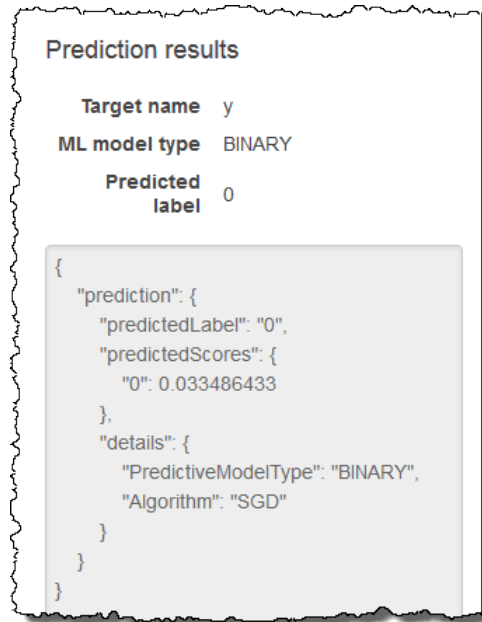 Prediction results
Target name y
ML model type BINARY
Predicted
label 0
{
"prediction": {
"predictedLabel": "0",
"predictedScores": {
"0": 0.033486433
},
"details": {
"PredictiveModelType": "BINARY",
"Algorithm": "SGD"
}
}
}